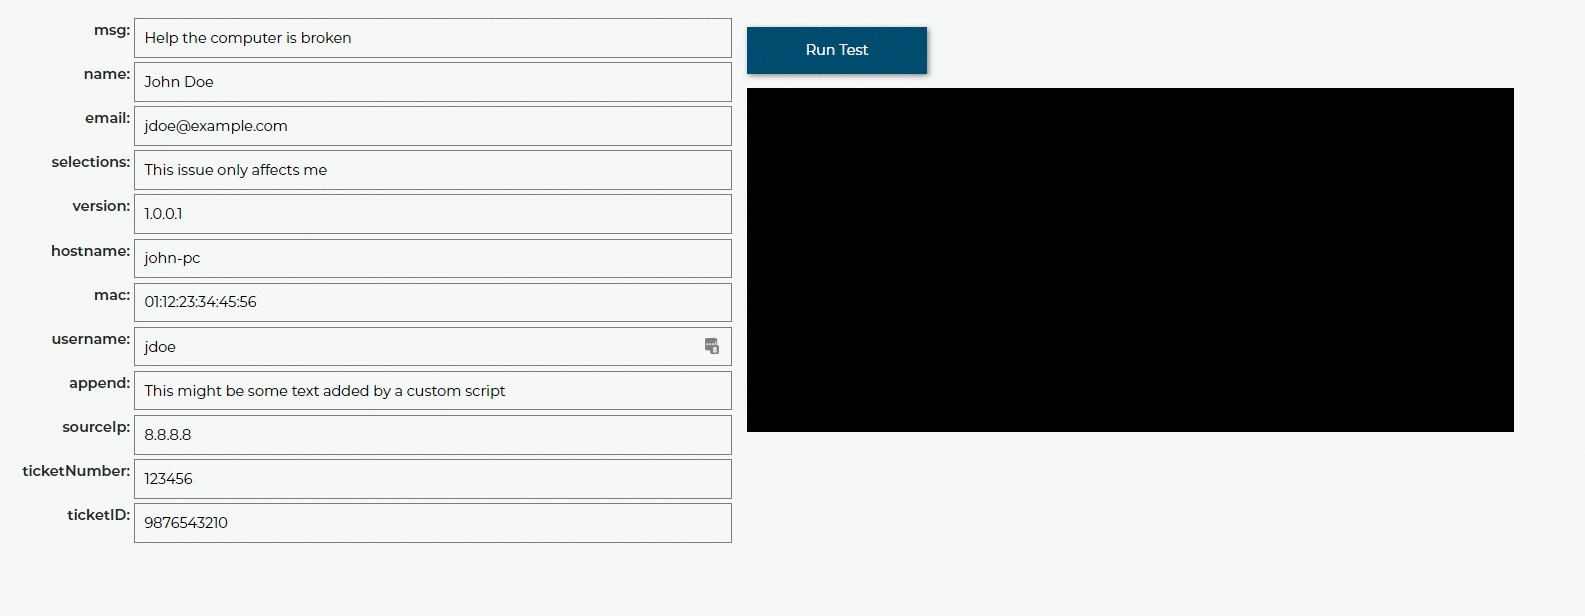 msg: Help the computer is broken
name: John Doe
email: jdoe@example.com
selections: This issue only affects me
version: 1.0.0.1
hostname: john-pc
mac: 01:12:23:34:45:56
username: jdoe
append: This might be some text added by a custom script
sourceIp: 8.8.8.8
ticketNumber: 123456
ticketID: 9876543210
Run Test